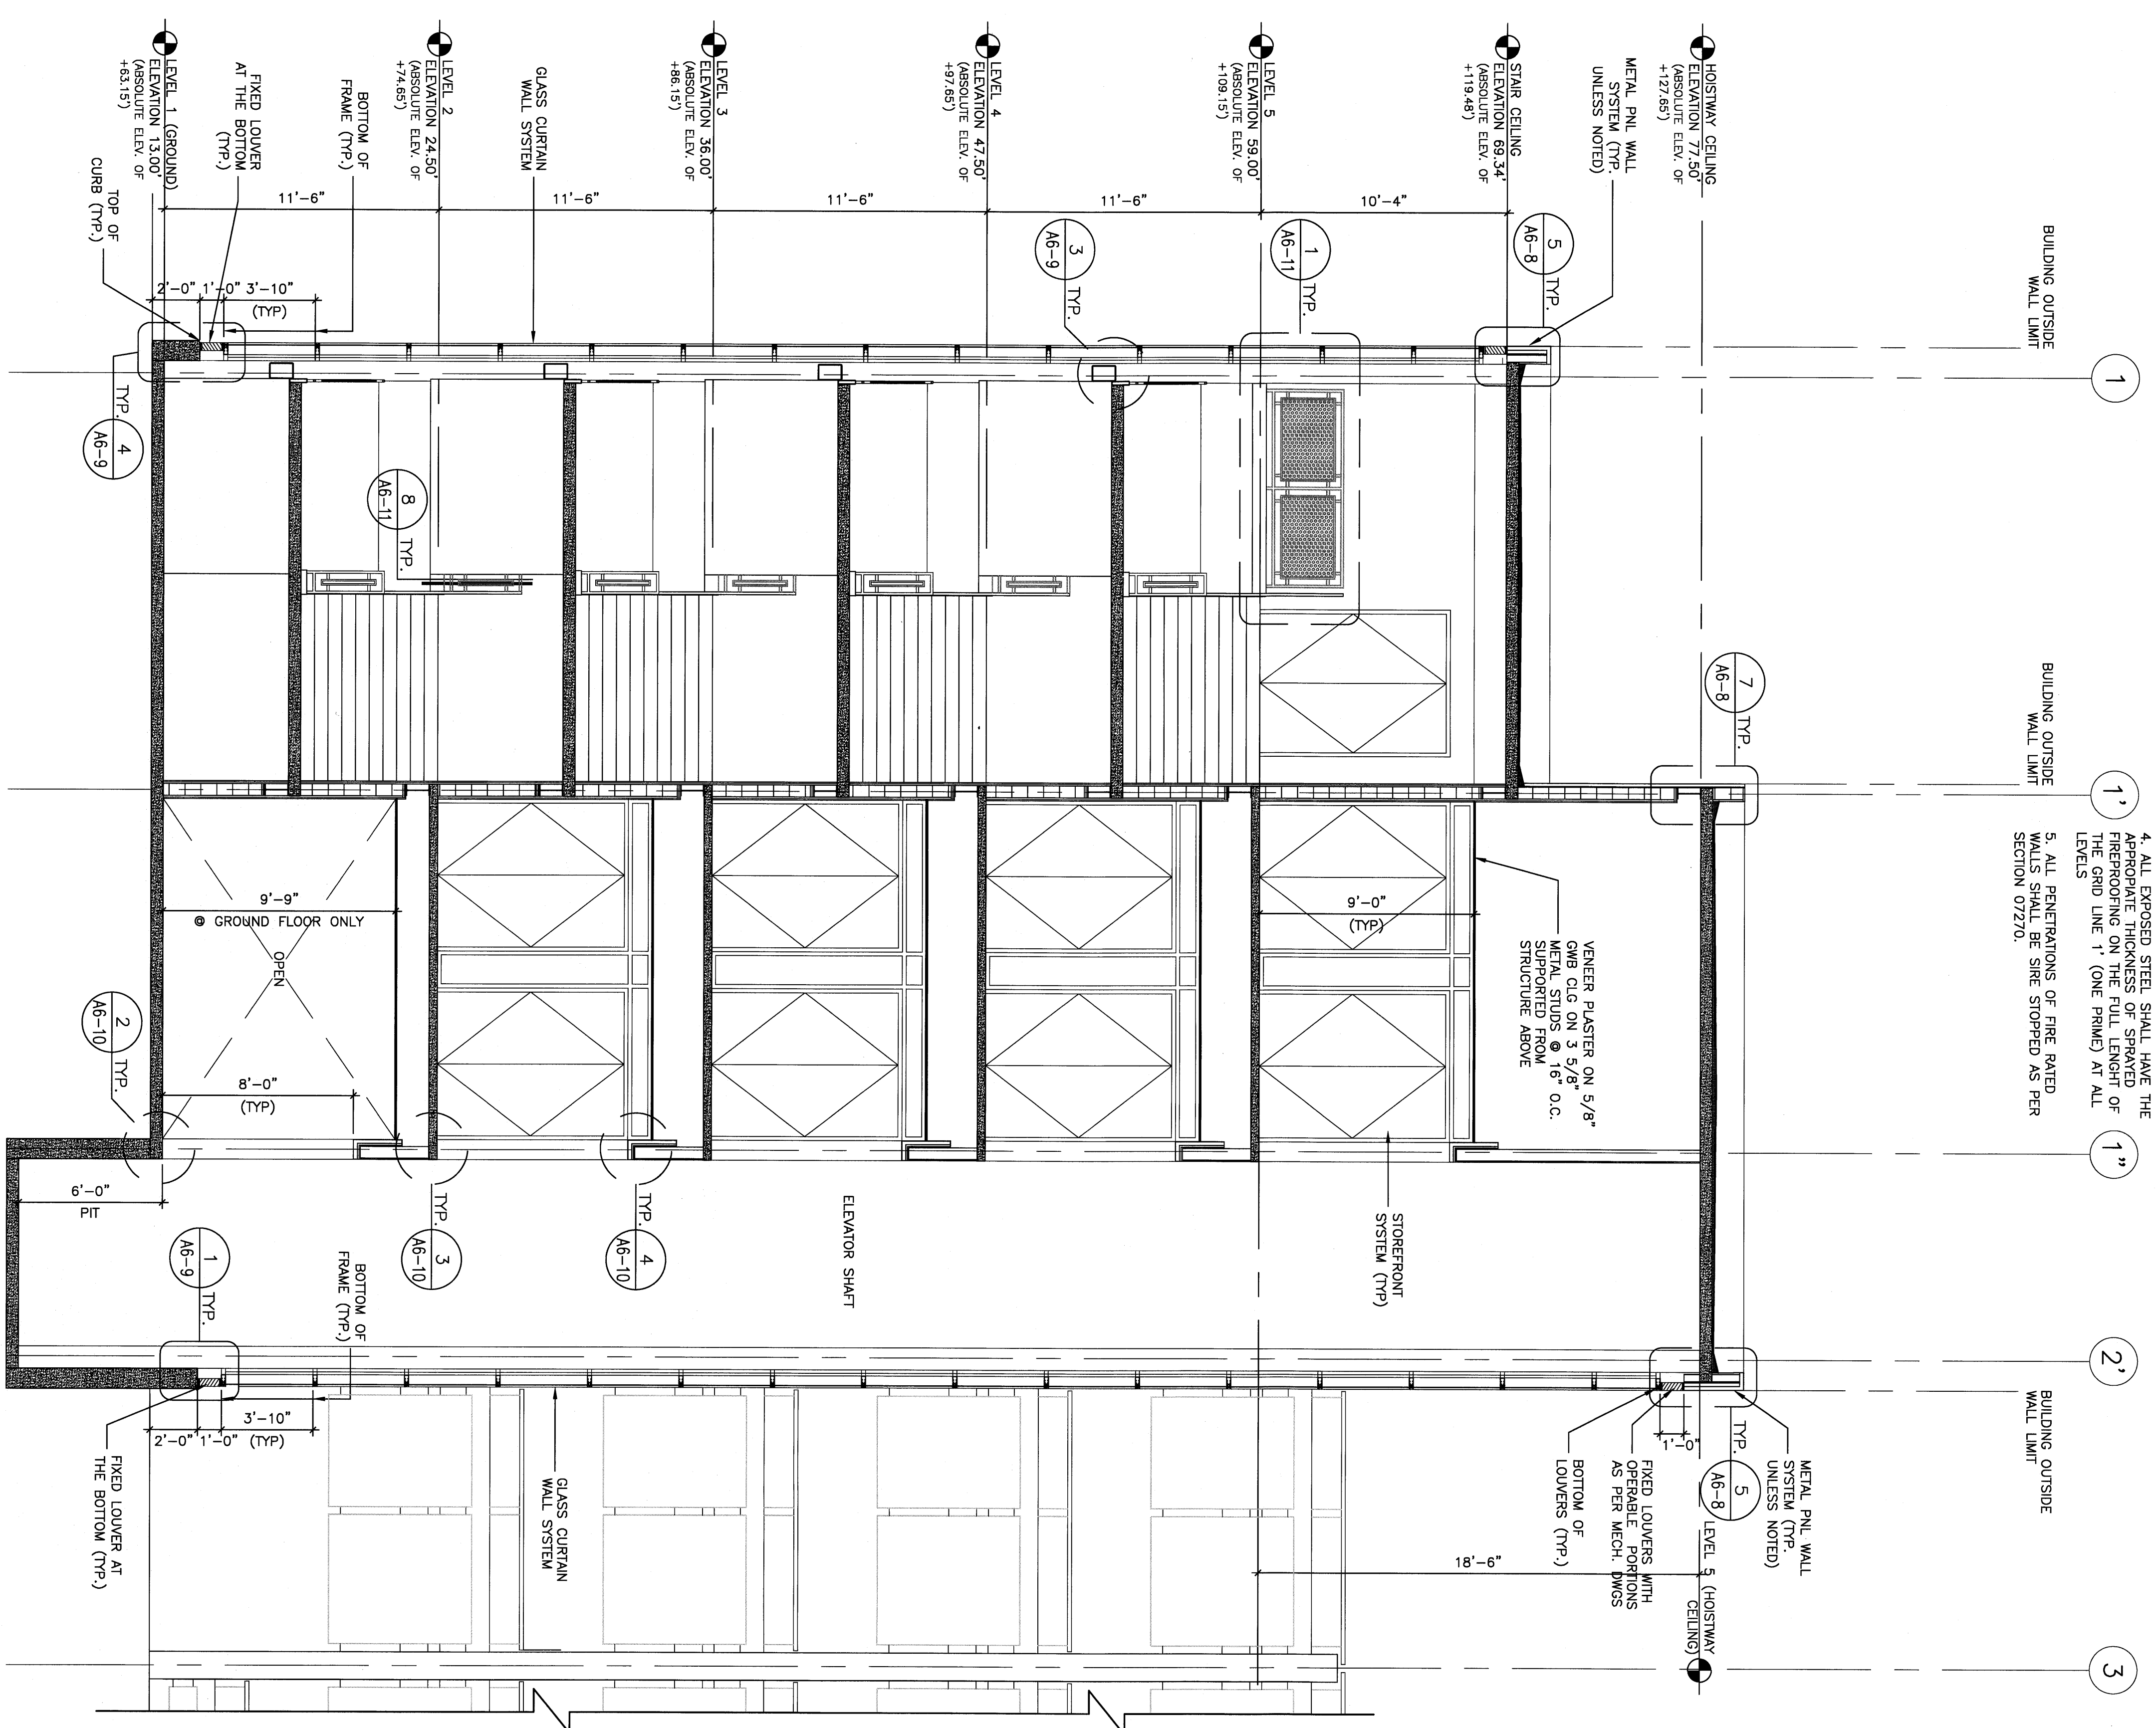 1
1'
1"
2'
3
BUILDING OUTSIDE
WALL LIMIT
BUILDING OUTSIDE
WALL LIMIT
4. ALL EXPOSED STEEL SHALL HAVE THE
APPROPIATE THICKNESS OF SPRAYED
FIREPROOFING ON THE FULL LENGHT OF
THE GRID LINE 1' (ONE PRIME) AT ALL
LEVELS
5. ALL PENETRATIONS OF FIRE RATED
WALLS SHALL BE SIRE STOPPED AS PER
SECTION 07270.
BUILDING OUTSIDE
WALL LIMIT
HOISTWAY CEILING
ELEVATION 77.50'
(ABSOLUTE ELEV. OF
+127.65')
METAL PNL WALL
SYSTEM (TYP.
UNLESS NOTED)
STAIR CEILING
ELEVATION 69.34'
(ABSOLUTE ELEV. OF
+119.48')
5
A6-8
TYP.
7
A6-8
TYP.
METAL PNL WALL
SYSTEM (TYP.
UNLESS NOTED)
TYP.
5
A6-8
LEVEL 5 (HOISTWAY
CEILING)
1'-0"
FIXED LOUVERS WITH
OPERABLE PORTIONS
AS PER MECH. DWGS
BOTTOM OF
LOUVERS (TYP.)
18'-6"
10'-4"
VENEER PLASTER ON 5/8"
GWB CLG ON 3 5/8"
METAL STUDS @ 16" O.C.
SUPPORTED FROM
STRUCTURE ABOVE
9'-0"
(TYP)
STOREFRONT
SYSTEM (TYP)
1
A6-11
TYP.
LEVEL 5
ELEVATION 59.00'
(ABSOLUTE ELEV. OF
+109.15')
11'-6"
3
A6-9
TYP.
LEVEL 4
ELEVATION 47.50'
(ABSOLUTE ELEV. OF
+97.65')
11'-6"
ELEVATOR SHAFT
LEVEL 3
ELEVATION 36.00'
(ABSOLUTE ELEV. OF
+86.15')
11'-6"
TYP.
4
A6-10
GLASS CURTAIN
WALL SYSTEM
GLASS CURTAIN
WALL SYSTEM
LEVEL 2
ELEVATION 24.50'
(ABSOLUTE ELEV. OF
+74.65')
8
A6-11
TYP.
TYP.
3
A6-10
11'-6"
BOTTOM OF
FRAME (TYP.)
BOTTOM OF
FRAME (TYP.)
9'-9"
@ GROUND FLOOR ONLY
OPEN
8'-0"
(TYP)
FIXED LOUVER
AT THE BOTTOM
(TYP.)
3'-10"
(TYP)
1'-0"
2'-0"
3'-10"
(TYP)
1'-0"
2'-0"
1
A6-9
TYP.
LEVEL 1 (GROUND)
ELEVATION 13.00'
(ABSOLUTE ELEV. OF
+63.15')
TOP OF
CURB (TYP.)
TYP.
4
A6-9
2
A6-10
TYP.
6'-0"
PIT
FIXED LOUVER AT
THE BOTTOM (TYP.)